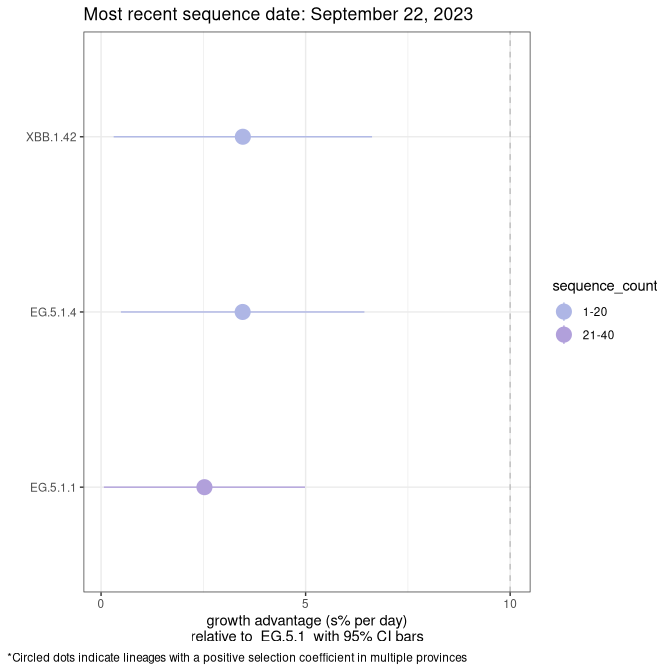 Most recent sequence date: September 22, 2023
XBB.1.42
EG.5.1.4
EG.5.1.1
sequence_count
1-20
21-40
0 5 10
growth advantage (s% per day)
relative to EG.5.1 with 95% CI bars
*Circled dots indicate lineages with a positive selection coefficient in multiple provinces